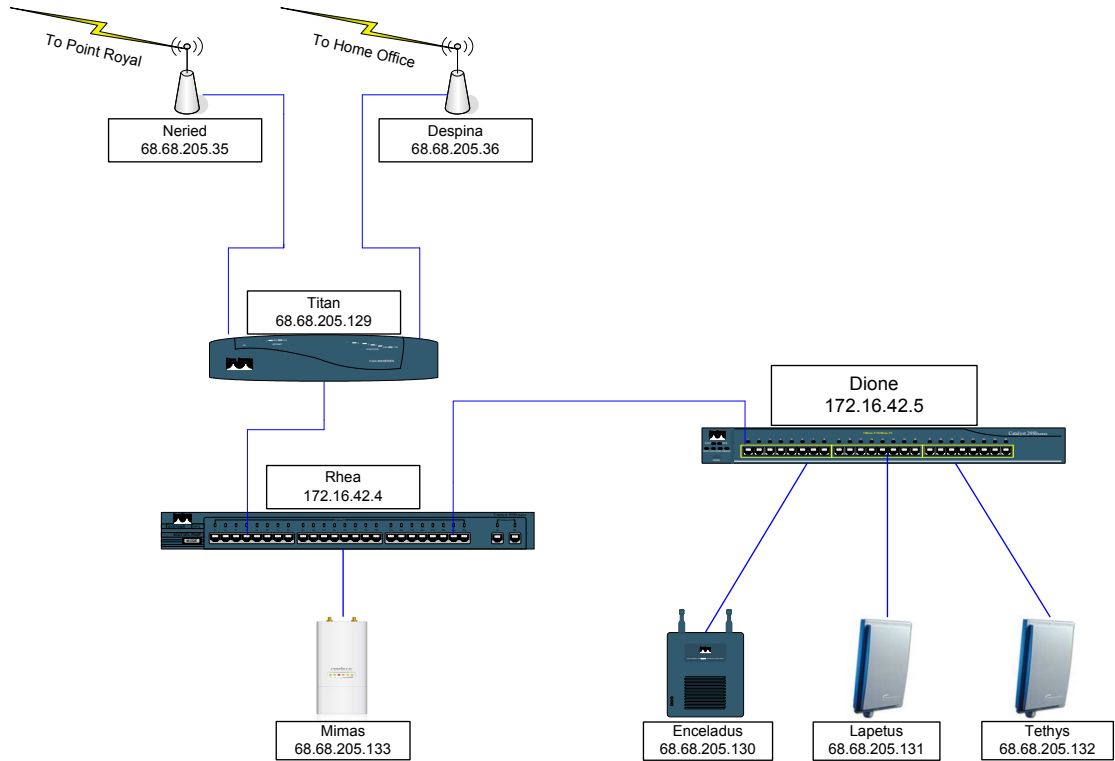 To Point Royal
To Home Office
Neried
68.68.205.35
Despina
68.68.205.36
Titan
68.68.205.129
Dione
172.16.42.5
Rhea
172.16.42.4
Mimas
68.68.205.133
Enceladus
68.68.205.130
Lapetus
68.68.205.131
Tethys
68.68.205.132